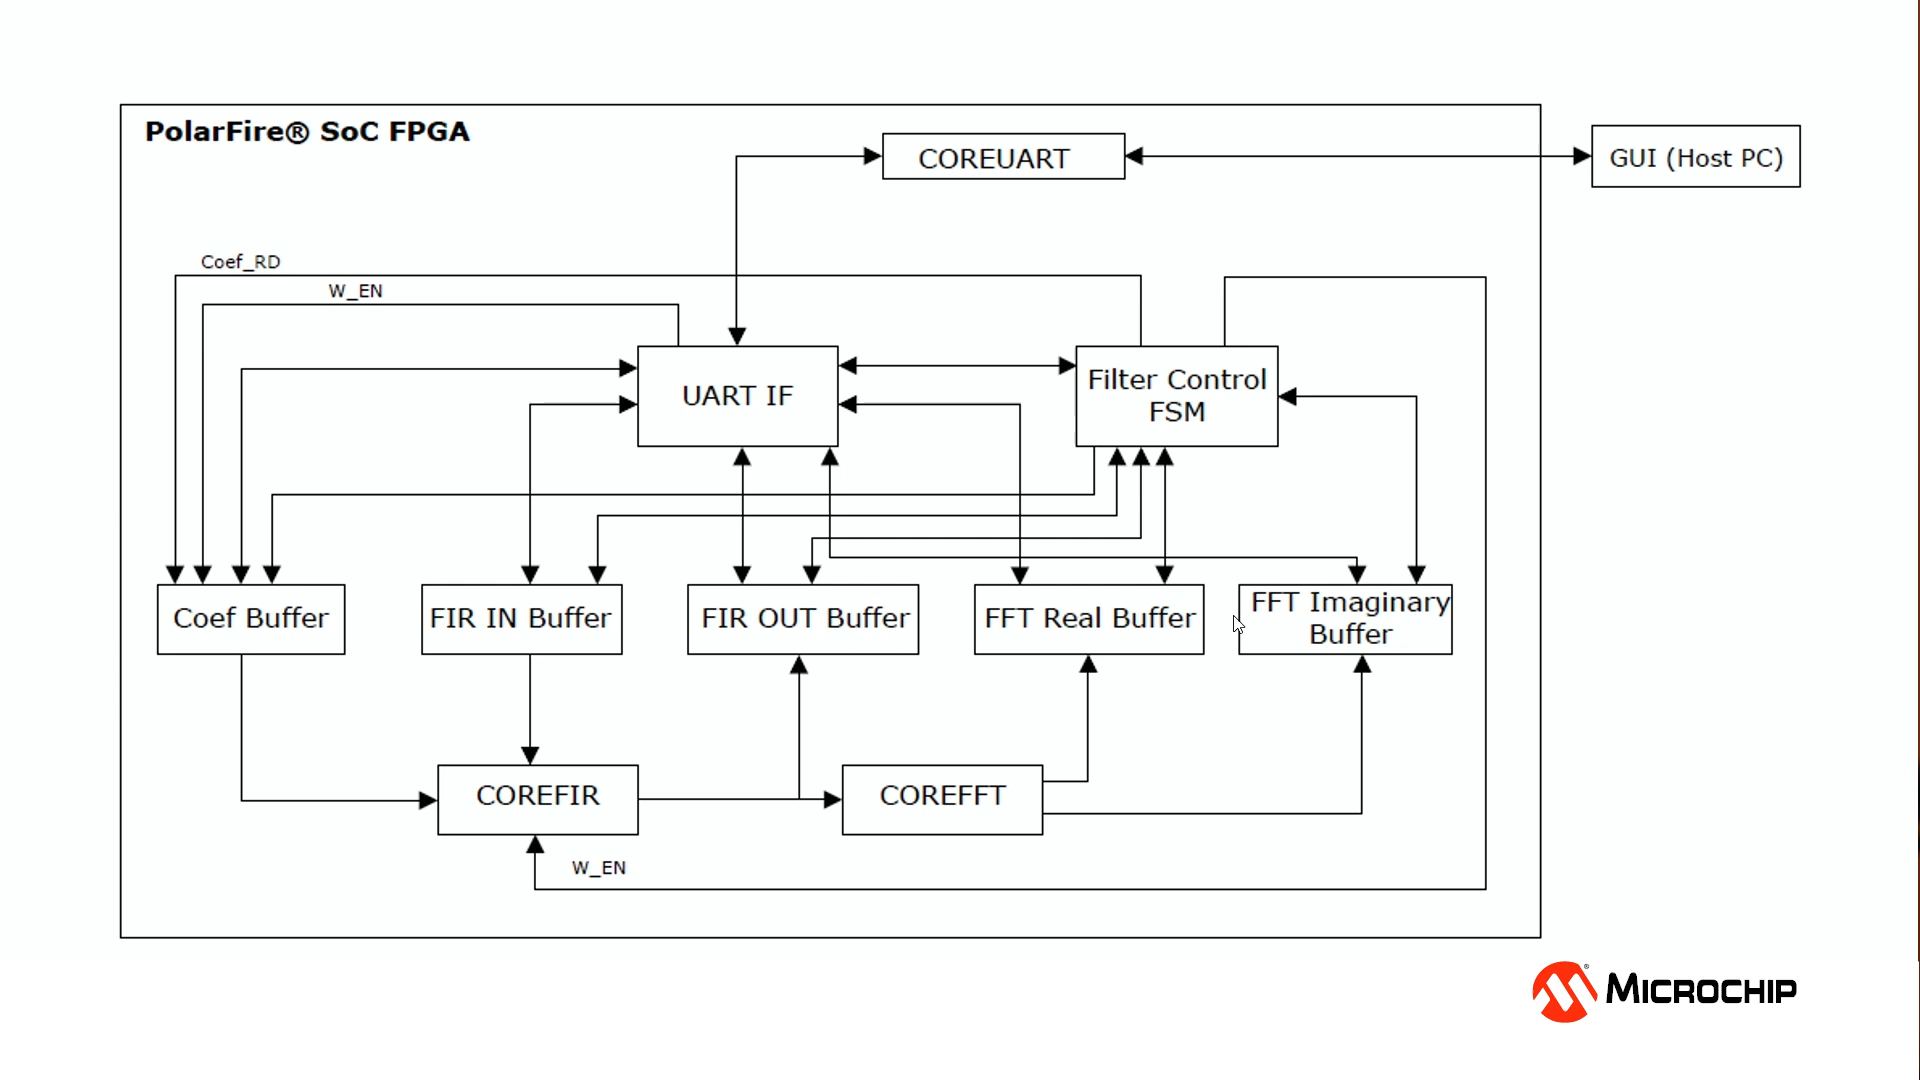 PolarFire® SoC FPGA
COREUART
GUI (Host PC)
Coef_RD
W_EN
UART IF
Filter Control
FSM
Coef Buffer
FIR IN Buffer
FIR OUT Buffer
FFT Real Buffer
FFT Imaginary
Buffer
COREFIR
COREFFT
W_EN
MICROCHIP